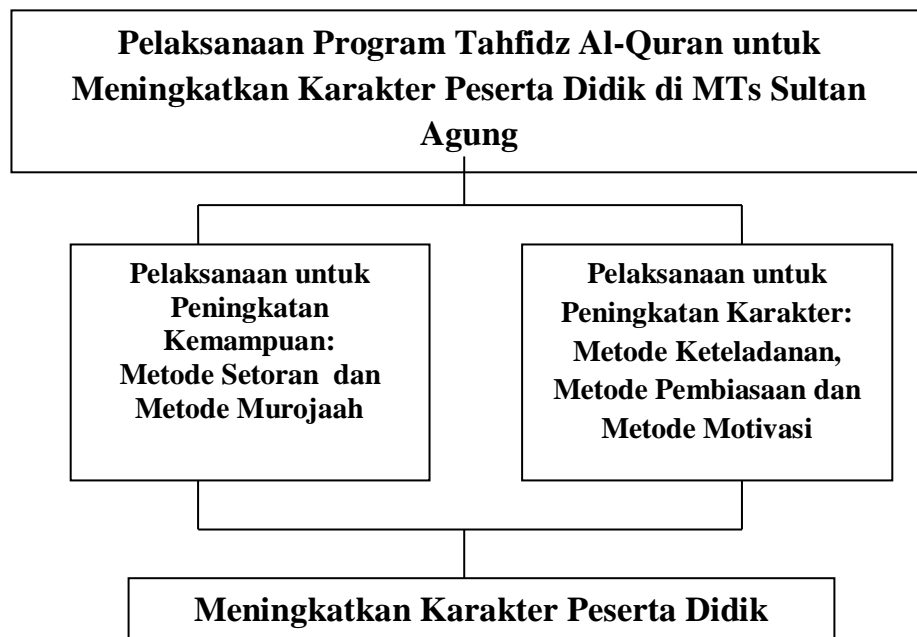 Pelaksanaan Program Tahfidz Al-Quran untuk
Meningkatkan Karakter Peserta Didik di MTs Sultan
Agung
Pelaksanaan untuk
Peningkatan
Kemampuan:
Metode Setoran dan
Metode Murojaah
Pelaksanaan untuk
Peningkatan Karakter:
Metode Keteladanan,
Metode Pembiasaan dan
Metode Motivasi
Meningkatkan Karakter Peserta Didik